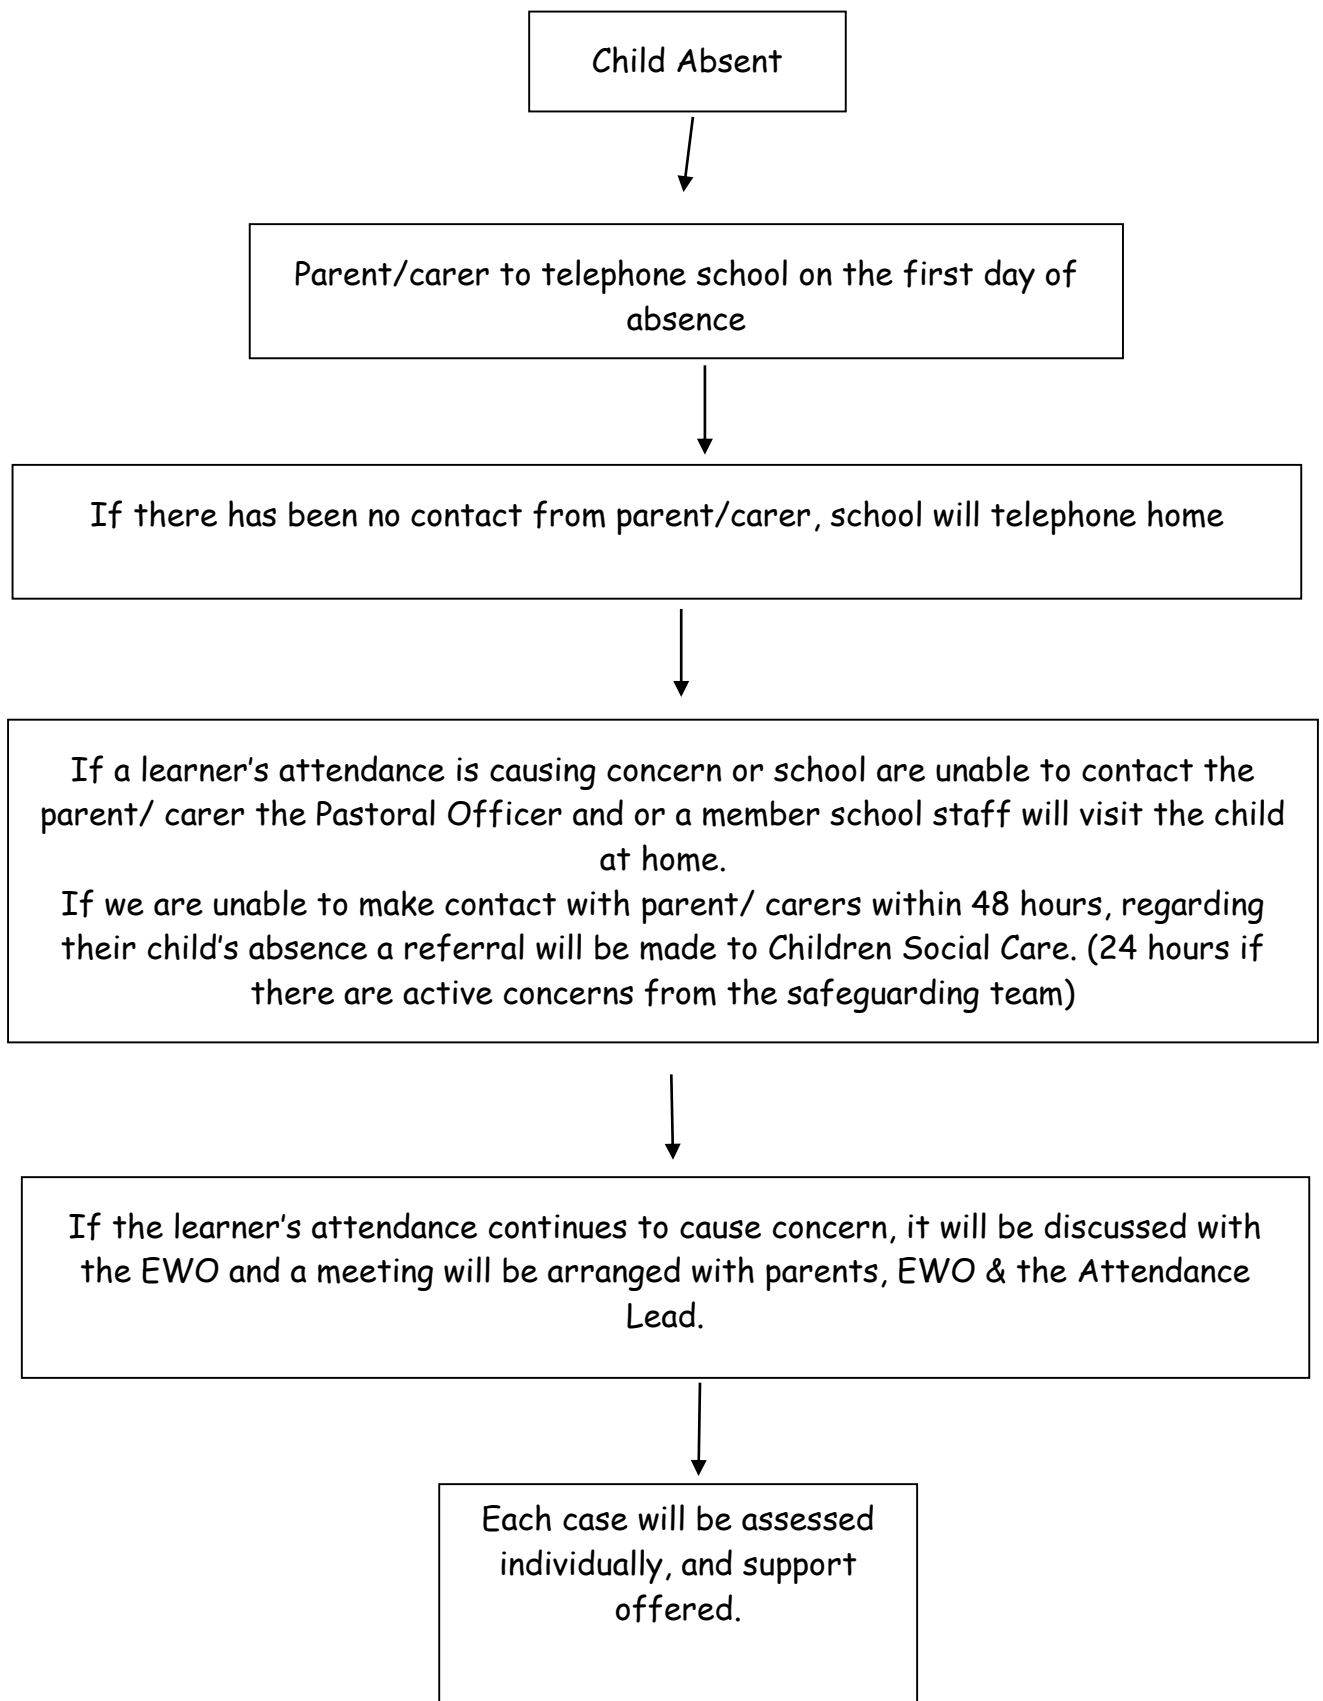 Child Absent
Parent/carer to telephone school on the first day of
absence
If there has been no contact from parent/carer, school will telephone home
If a learner’s attendance is causing concern or school are unable to contact the
parent/ carer the Pastoral Officer and or a member school staff will visit the child
at home.
If we are unable to make contact with parent/ carers within 48 hours, regarding
their child’s absence a referral will be made to Children Social Care. (24 hours if
there are active concerns from the safeguarding team)
If the learner’s attendance continues to cause concern, it will be discussed with
the EWO and a meeting will be arranged with parents, EWO & the Attendance
Lead.
Each case will be assessed
individually, and support
offered.